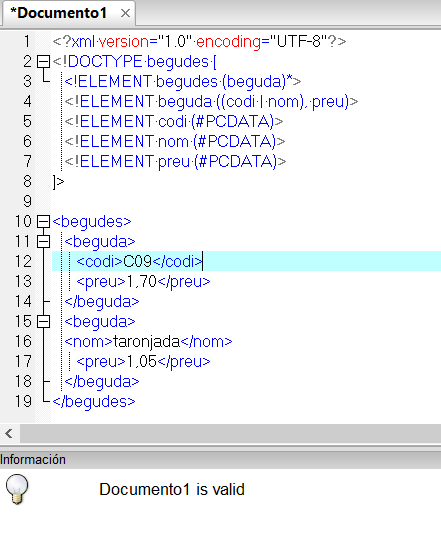 *Documento1 ×
1 <?xml version="1.0" encoding="UTF-8"?>
2 <!DOCTYPE begudes [
3 <!ELEMENT begudes (beguda)*>
4 <!ELEMENT beguda ((codi | nom), preu)>
5 <!ELEMENT codi (#PCDATA)>
6 <!ELEMENT nom (#PCDATA)>
7 <!ELEMENT preu (#PCDATA)>
8 ]>
9
10 <begudes>
11 <beguda>
12 <codi>C09</codi>
13 <preu>1,70</preu>
14 </beguda>
15 <beguda>
16 <nom>taronjada</nom>
17 <preu>1,05</preu>
18 </beguda>
19 </begudes>
Información
Documento1 is valid